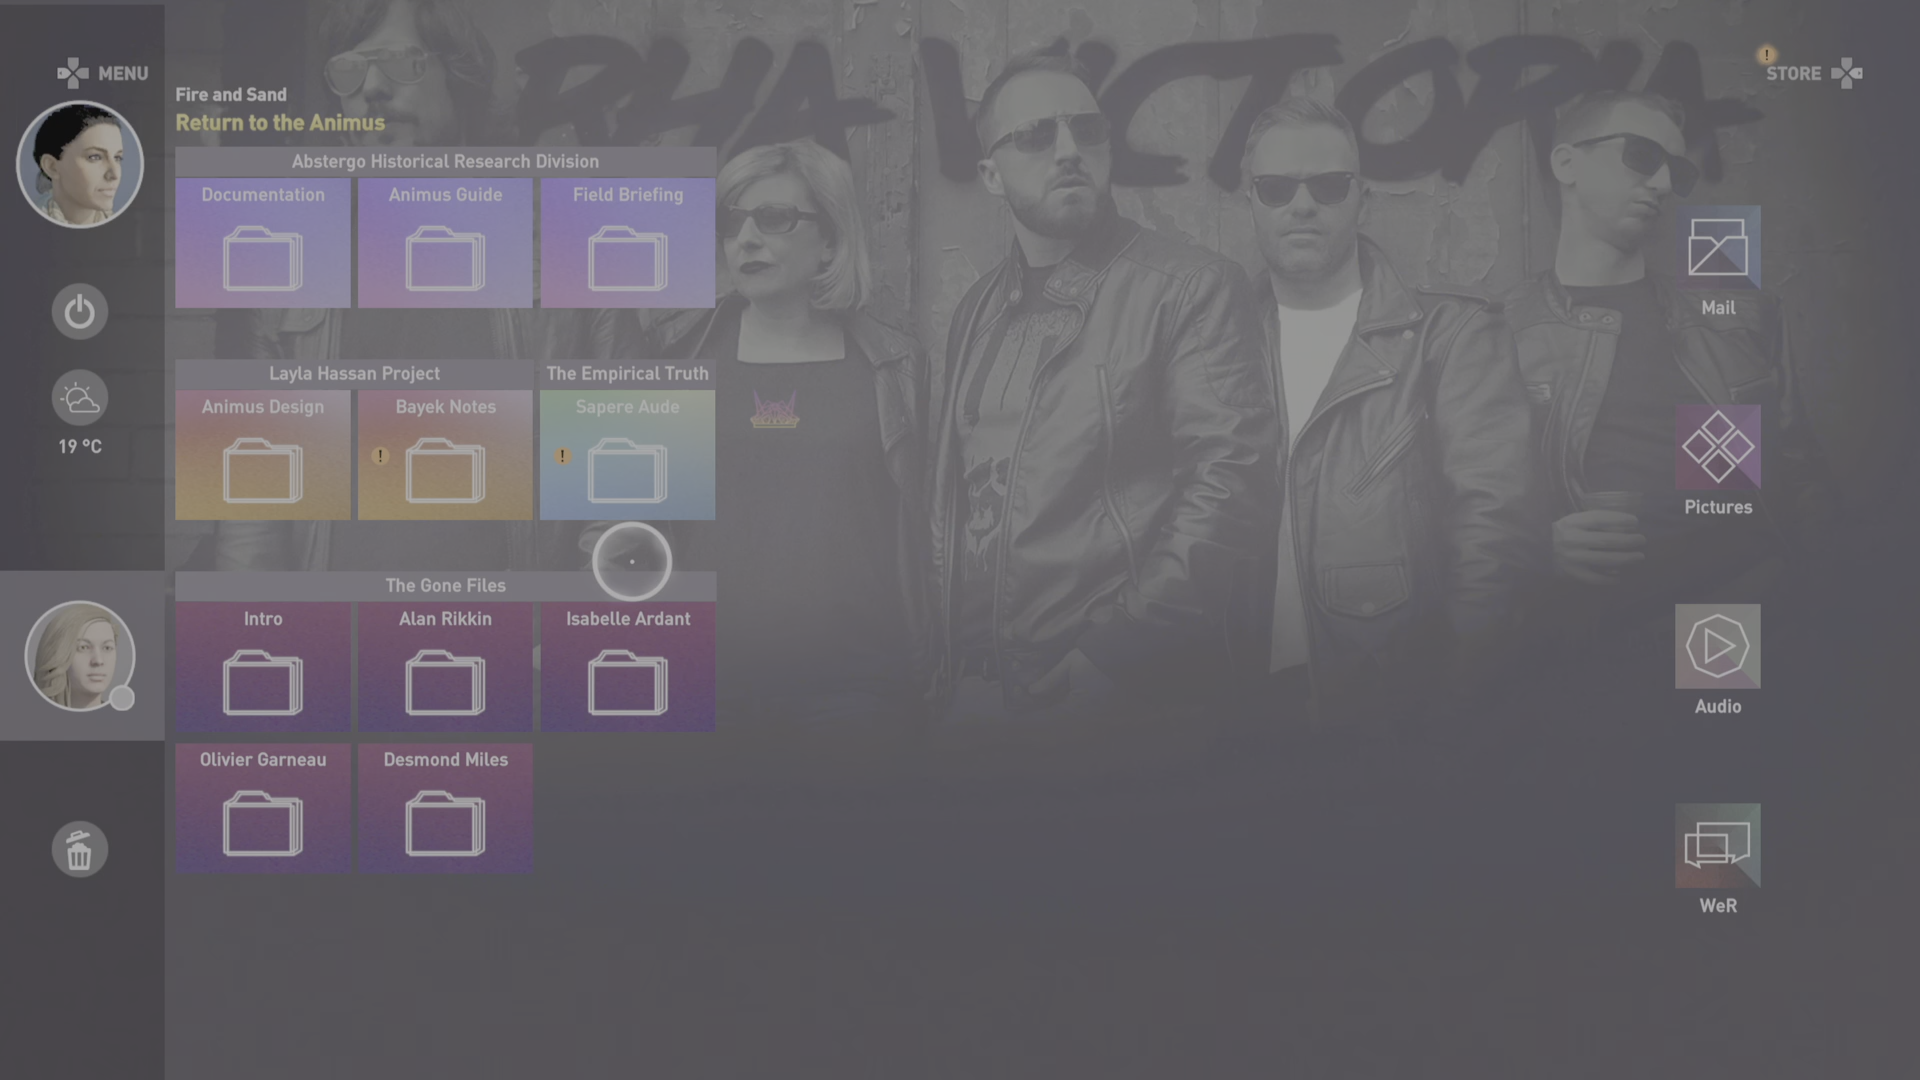 MENU
STORE
!
Fire and Sand
Return to the Animus
Abstergo Historical Research Division
Documentation
Animus Guide
Field Briefing
19 °C
Layla Hassan Project
The Empirical Truth
Animus Design
Bayek Notes
Sapere Aude
!
!
The Gone Files
Intro
Alan Rikkin
Isabelle Ardant
Olivier Garneau
Desmond Miles
Mail
Pictures
Audio
WeR